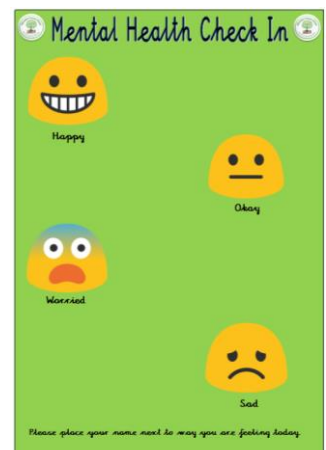 Mental Health Check In
Happy
Okay
Worried
Sad
Please place your name next to way you are feeling today.